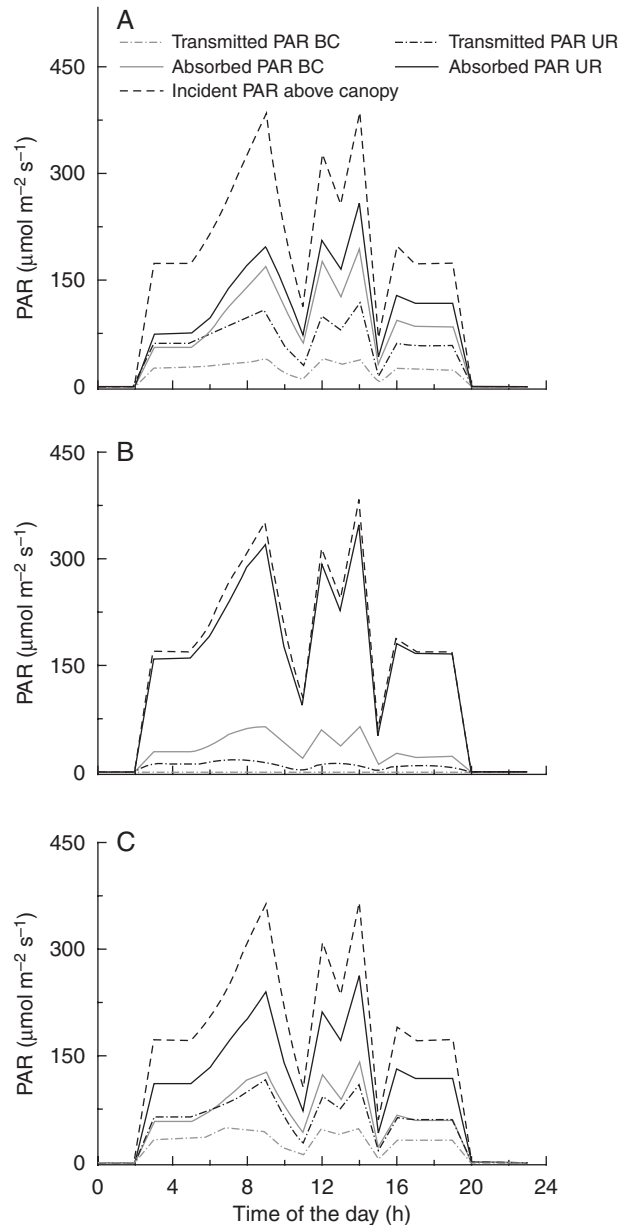 A
Transmitted PAR BC
Transmitted PAR UR
Absorbed PAR BC
Absorbed PAR UR
Incident PAR above canopy
450
300
150
0
PAR (μmol m⁻² s⁻¹)
B
450
300
150
0
PAR (μmol m⁻² s⁻¹)
C
450
300
150
0
PAR (μmol m⁻² s⁻¹)
0 4 8 12 16 20 24
Time of the day (h)